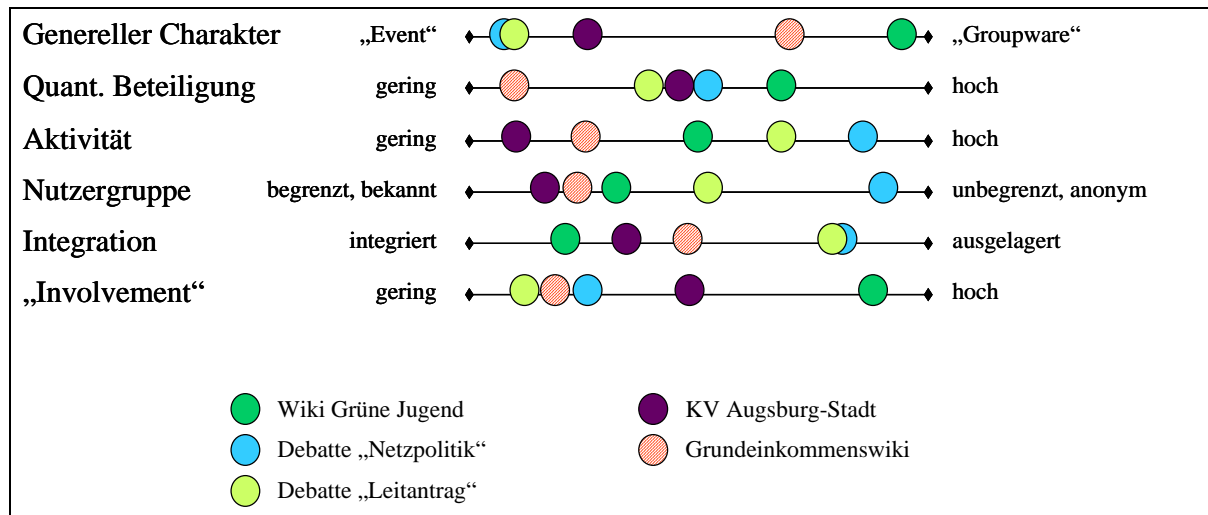 Genereller Charakter „Event“ „Groupware“
Quant. Beteiligung gering hoch
Aktivität gering hoch
Nutzergruppe begrenzt, bekannt unbegrenzt, anonym
Integration integriert ausgelagert
„Involvement“ gering hoch
Wiki Grüne Jugend KV Augsburg-Stadt
Debatte „Netzpolitik“ Grundeinkommenswiki
Debatte „Leitantrag“